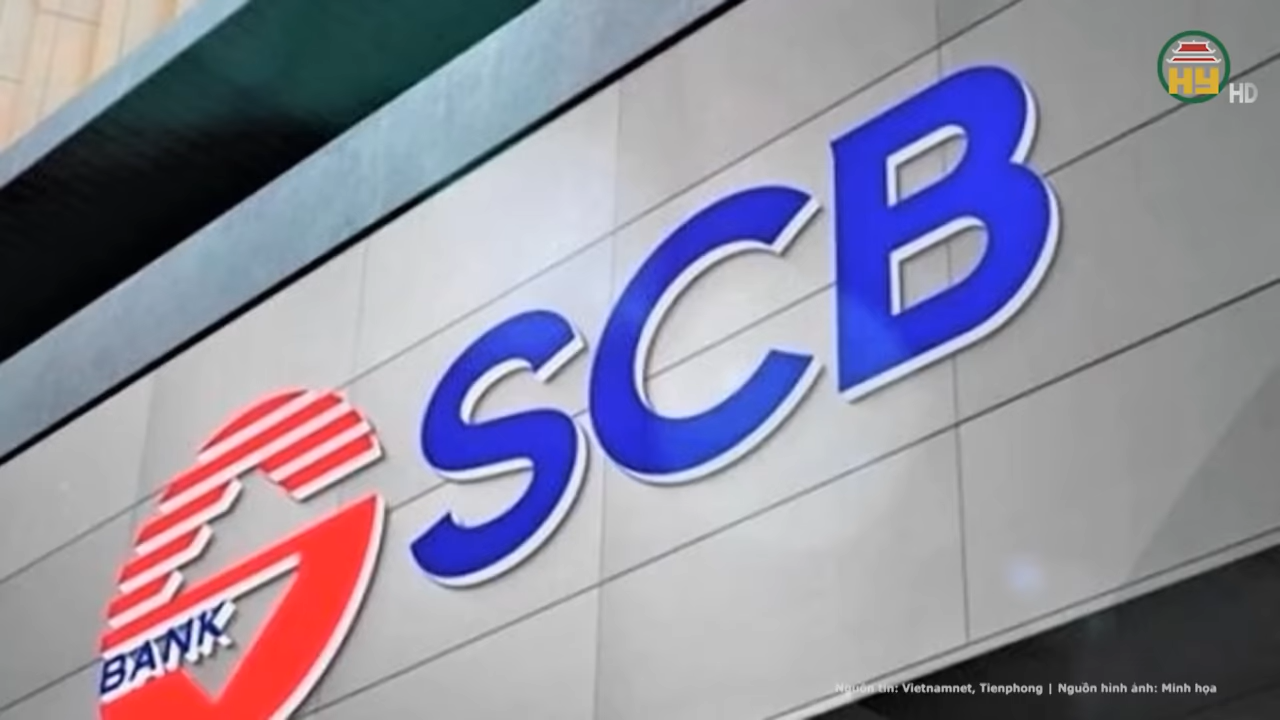 HY
HD
SCB
BANK
Nguồn tin: Vietnamnet, Tienphong | Nguồn hình ảnh: Minh họa